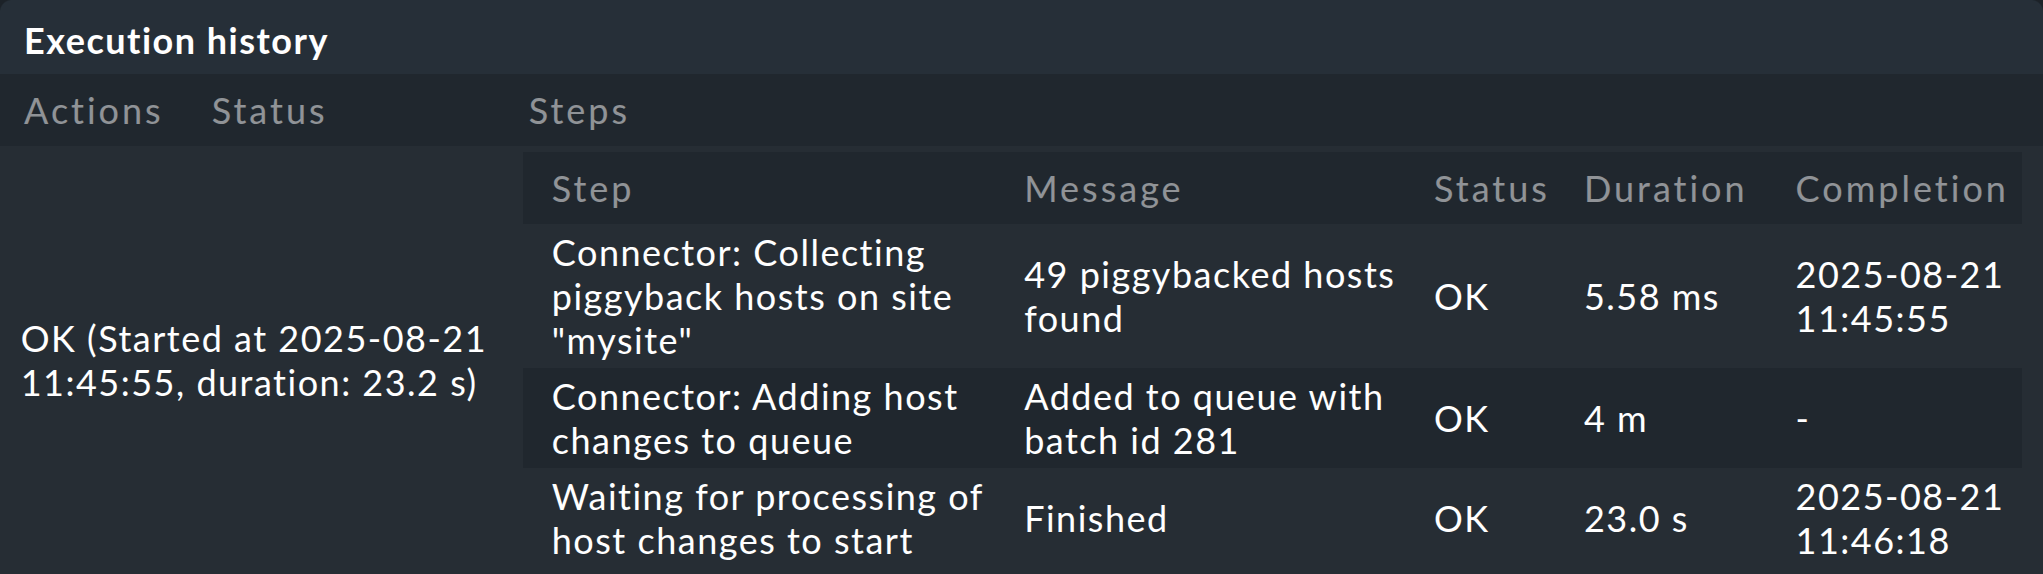 Execution history
Actions Status Steps
Step Message Status Duration Completion
OK (Started at 2025-08-21
11:45:55, duration: 23.2 s)
Connector: Collecting
piggyback hosts on site
"mysite"
49 piggybacked hosts
found
OK
5.58 ms
2025-08-21
11:45:55
Connector: Adding host
changes to queue
Added to queue with
batch id 281
OK
4 m
-
Waiting for processing of
host changes to start
Finished
OK
23.0 s
2025-08-21
11:46:18